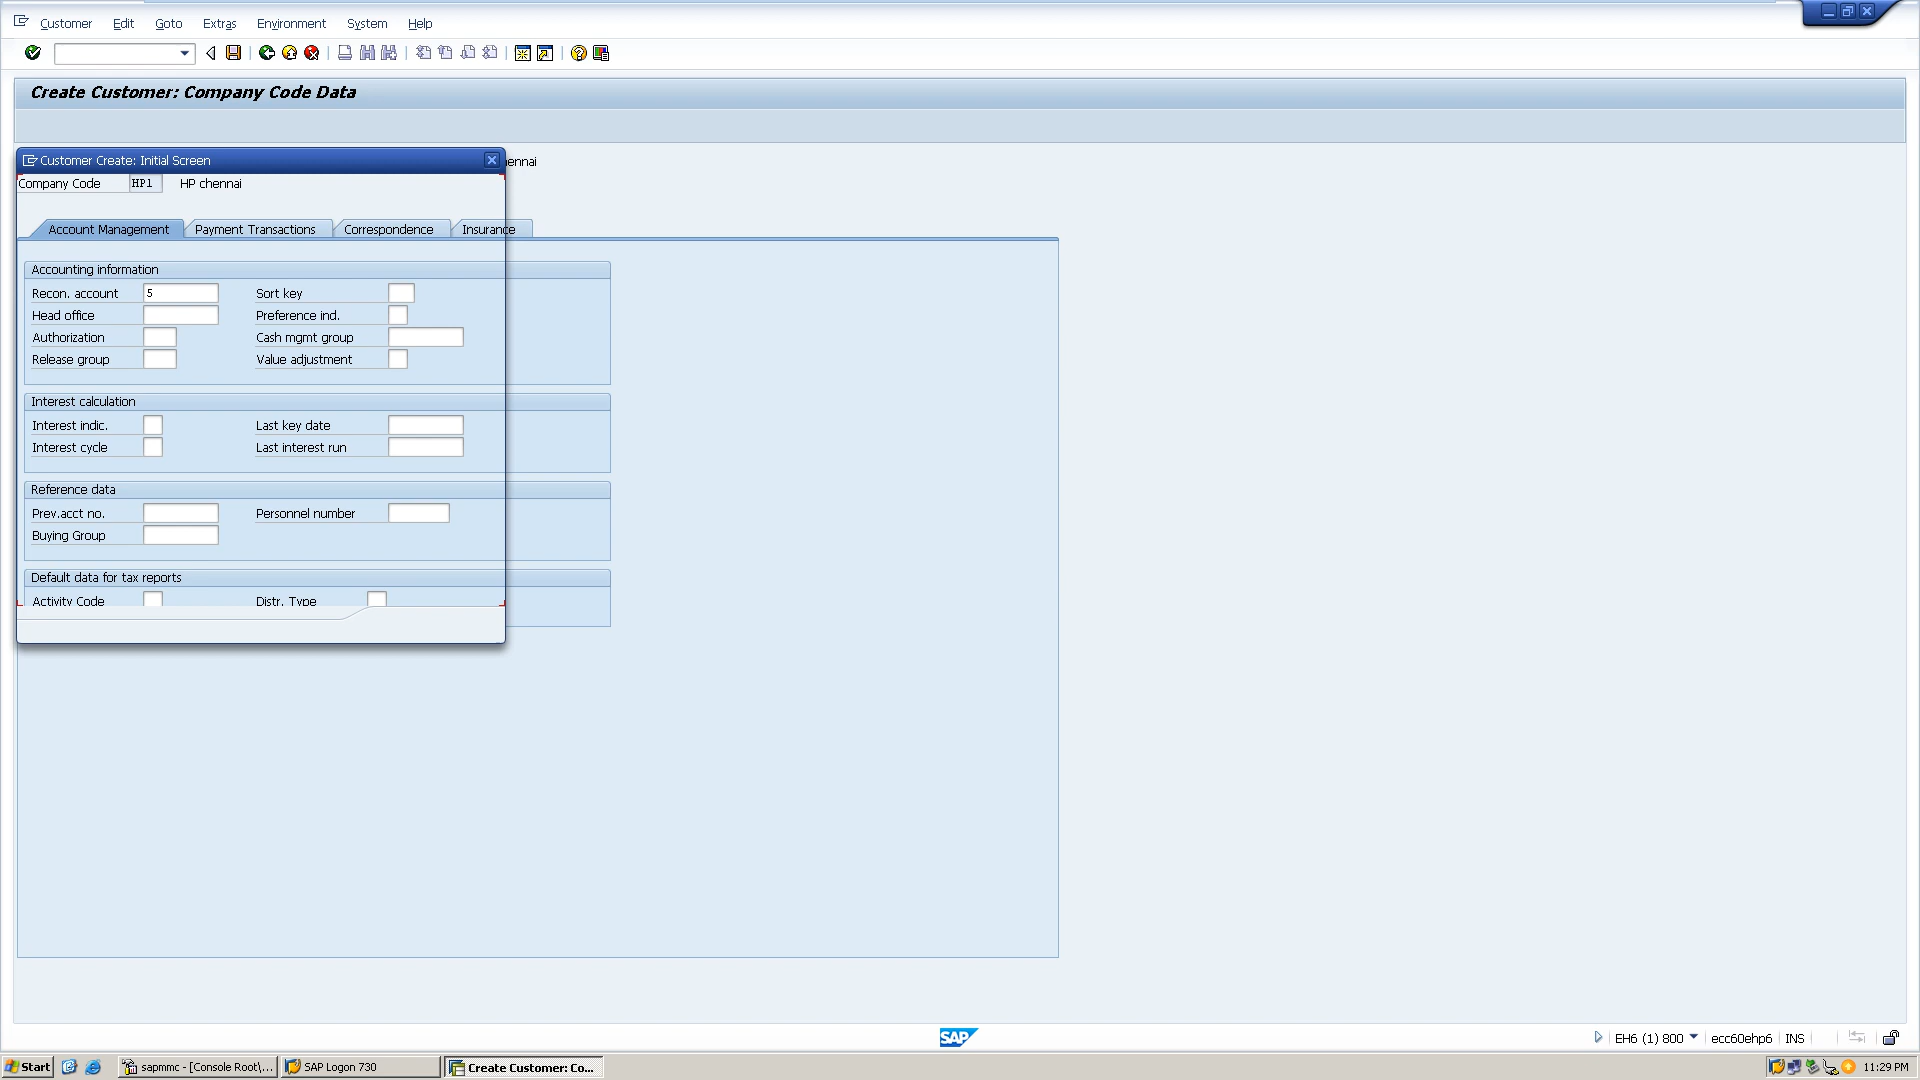 Customer Edit Goto Extras Environment System Help
Create Customer: Company Code Data
Customer Create: Initial Screen
ennai
Company Code HP1 HP chennai
Account Management Payment Transactions Correspondence Insurance
Accounting information
Recon. account 5 Sort key
Head office Preference ind.
Authorization Cash mgmt group
Release group Value adjustment
Interest calculation
Interest indic. Last key date
Interest cycle Last interest run
Reference data
Prev.acct no. Personnel number
Buying Group
Default data for tax reports
Activity Code Distr. Type
SAP EH6 (1) 800 ecc60ehp6 INS
Start sapmmc - [Console Root\... SAP Logon 730 Create Customer: Co... 11:29 PM